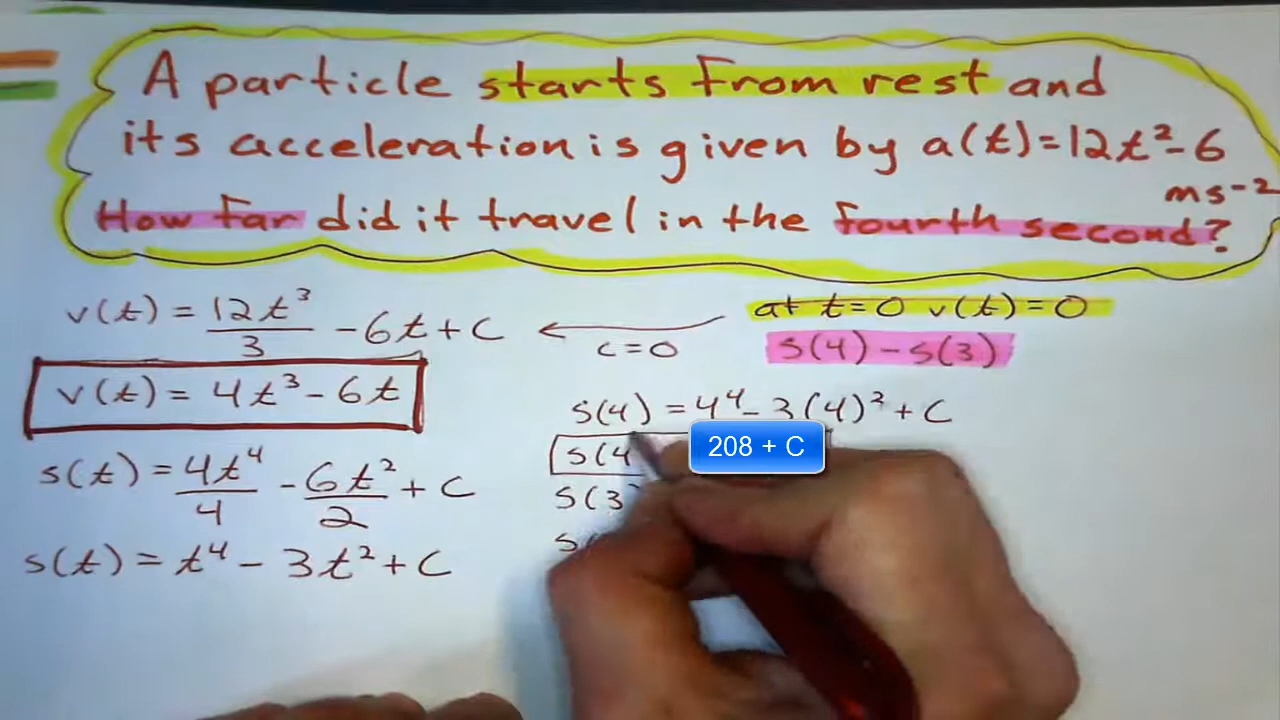 A particle starts from rest and
its acceleration is given by a(t)=12t²-6
ms⁻²
How far did it travel in the fourth second?
v(t) = 12t³/3 - 6t + C
at t=0 v(t)=0
c=0
s(4) - s(3)
v(t) = 4t³ - 6t
s(4) = 4⁴ - 3(4)² + C
208 + C
s(4
s(t) = 4t⁴/4 - 6t²/2 + C
s(3
s(
s(t) = t⁴ - 3t² + C